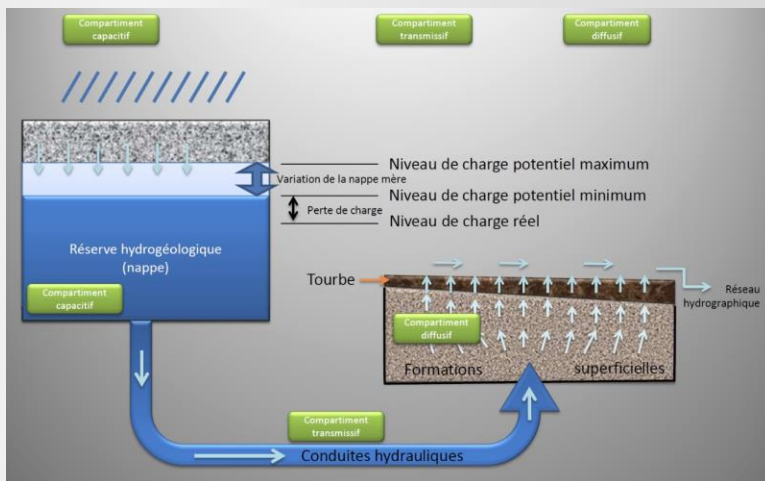 Compartiment
capacitif
Compartiment
transmissif
Compartiment
diffusif
Niveau de charge potentiel maximum
Variation de la nappe mère
Niveau de charge potentiel minimum
Perte de charge
Niveau de charge réel
Réserve hydrogéologique
(nappe)
Compartiment
capacitif
Tourbe
Réseau
hydrographique
Compartiment
diffusif
Formations superficielles
Compartiment
transmissif
Conduites hydrauliques